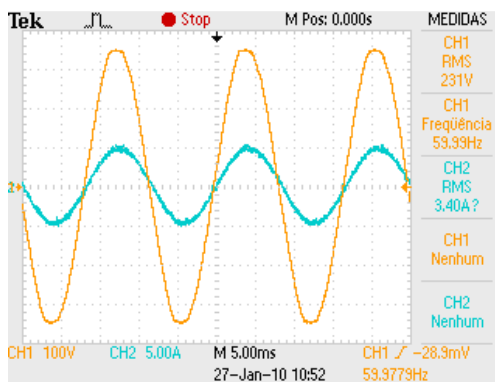 Tek Stop M Pos: 0.000s MEDIDAS
CH1
RMS
231V
CH1
Freqüência
59.99Hz
CH2
RMS
3.40A?
CH1
Nenhum
CH2
Nenhum
2
CH1 100V CH2 5.00A M 5.00ms CH1 -28.9mV
27-Jan-10 10:52 59.9779Hz